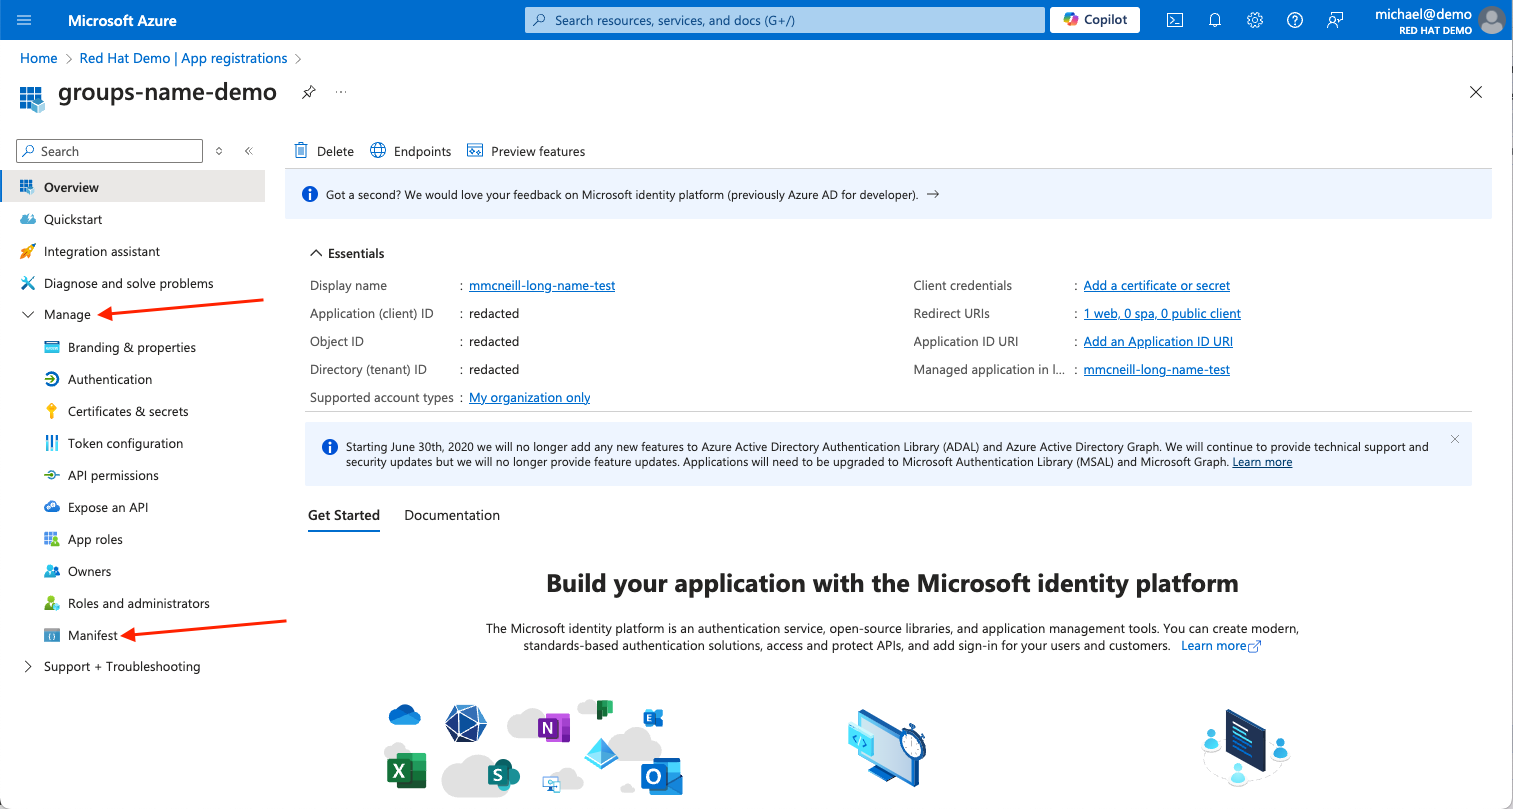 Microsoft Azure
Search resources, services, and docs (G+/)
Copilot
michael@demo
RED HAT DEMO
Home > Red Hat Demo | App registrations >
groups-name-demo
...
Search
Delete
Endpoints
Preview features
Overview
Quickstart
Integration assistant
Diagnose and solve problems
Manage
Branding & properties
Authentication
Certificates & secrets
Token configuration
API permissions
Expose an API
App roles
Owners
Roles and administrators
Manifest
Support + Troubleshooting
Got a second? We would love your feedback on Microsoft identity platform (previously Azure AD for developer). →
Essentials
Display name : mmcneill-long-name-test
Application (client) ID : redacted
Object ID : redacted
Directory (tenant) ID : redacted
Supported account types : My organization only
Client credentials : Add a certificate or secret
Redirect URIs : 1 web, 0 spa, 0 public client
Application ID URI : Add an Application ID URI
Managed application in l... : mmcneill-long-name-test
Starting June 30th, 2020 we will no longer add any new features to Azure Active Directory Authentication Library (ADAL) and Azure Active Directory Graph. We will continue to provide technical support and
security updates but we will no longer provide feature updates. Applications will need to be upgraded to Microsoft Authentication Library (MSAL) and Microsoft Graph. Learn more
Get Started
Documentation
Build your application with the Microsoft identity platform
The Microsoft identity platform is an authentication service, open-source libraries, and application management tools. You can create modern,
standards-based authentication solutions, access and protect APIs, and add sign-in for your users and customers. Learn more
N
E
X
S
O